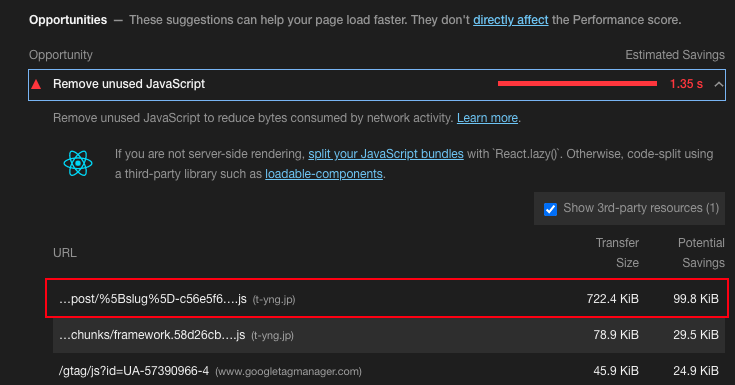 Opportunities — These suggestions can help your page load faster. They don't directly affect the Performance score.
Opportunity Estimated Savings
Remove unused JavaScript 1.35 s
Remove unused JavaScript to reduce bytes consumed by network activity. Learn more.
If you are not server-side rendering, split your JavaScript bundles with `React.lazy()`. Otherwise, code-split using
a third-party library such as loadable-components.
Show 3rd-party resources (1)
URL Transfer Size Potential Savings
…post/%5Bslug%5D-c56e5f6….js (t-yng.jp) 722.4 KiB 99.8 KiB
…chunks/framework.58d26cb….js (t-yng.jp) 78.9 KiB 29.5 KiB
/gtag/js?id=UA-57390966-4 (www.googletagmanager.com) 45.9 KiB 24.9 KiB